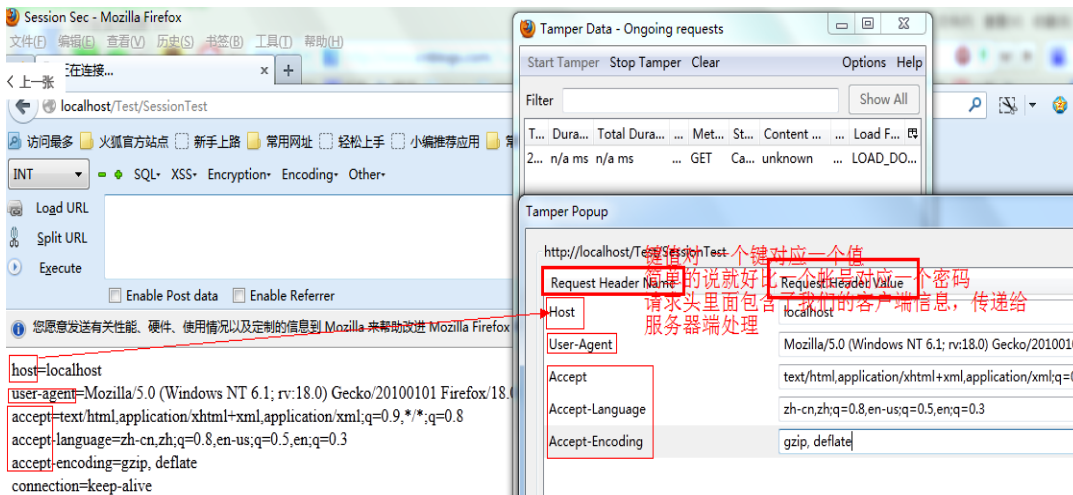 Session Sec - Mozilla Firefox
文件(F) 编辑(E) 查看(V) 历史(S) 书签(B) 工具(T) 帮助(H)
正在连接... x +
上一张
localhost/Test/SessionTest
访问最多 火狐官方站点 新手上路 常用网址 轻松上手 小编推荐应用
INT SQL- XSS- Encryption- Encoding- Other-
Load URL
Split URL
Execute
Enable Post data Enable Referrer
您愿意发送有关性能、硬件、使用情况以及定制的信息到 Mozilla 来帮助改进 Mozilla Firefox
host=localhost
user-agent=Mozilla/5.0 (Windows NT 6.1; rv:18.0) Gecko/20100101 Firefox/18.
accept=text/html,application/xhtml+xml,application/xml;q=0.9,*/*;q=0.8
accept-language=zh-cn,zh;q=0.8,en-us;q=0.5,en;q=0.3
accept-encoding=gzip, deflate
connection=keep-alive
Tamper Data - Ongoing requests
Start Tamper Stop Tamper Clear Options Help
Filter Show All
T... Dura... Total Dura... ... Met... St... Content ... ... Load F...
2... n/a ms n/a ms ... GET Ca... unknown ... LOAD_DO...
Tamper Popup
http://localhost/Test/SessionTest
键值对 一个键对应一个值
简单的说就好比一个帐号对应一个密码
请求头里面包含了我们的客户端信息，传递给
服务器端处理
Request Header Name Request Header Value
Host localhost
User-Agent Mozilla/5.0 (Windows NT 6.1; rv:18.0) Gecko/2010010
Accept text/html,application/xhtml+xml,application/xml;q=0
Accept-Language zh-cn,zh;q=0.8,en-us;q=0.5,en;q=0.3
Accept-Encoding gzip, deflate